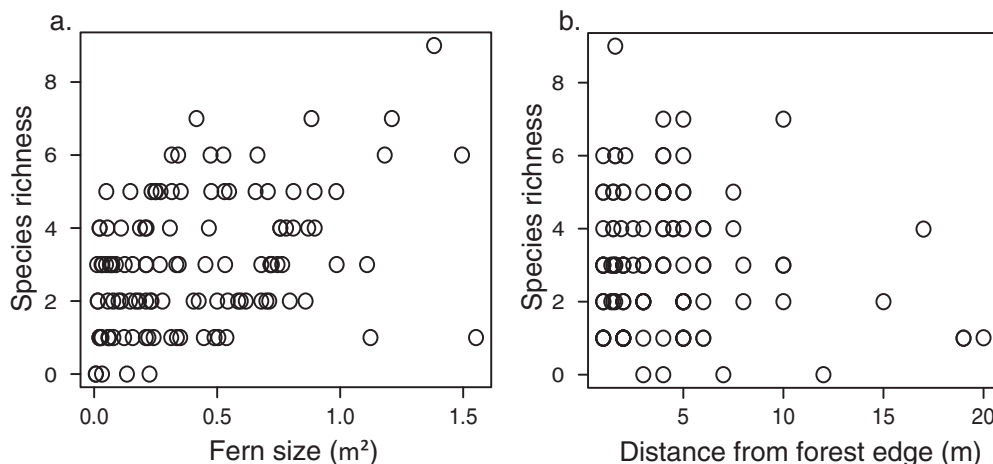 a.
Species richness
8
6
4
2
0
0.0 0.5 1.0 1.5
Fern size (m²)
b.
Species richness
8
6
4
2
0
5 10 15 20
Distance from forest edge (m)